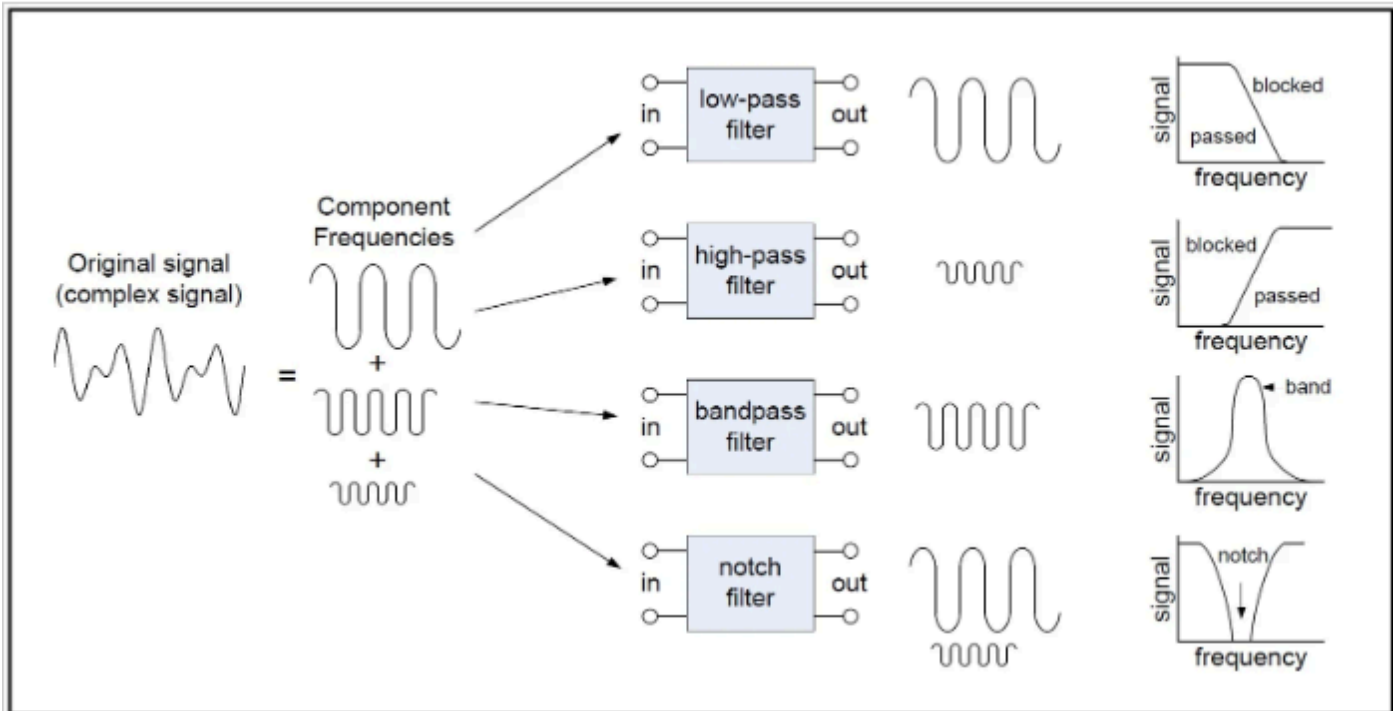 Original signal
(complex signal)
=
Component
Frequencies
+
+
in
low-pass
filter
out
signal
blocked
passed
frequency
in
high-pass
filter
out
signal
blocked
passed
frequency
in
bandpass
filter
out
signal
band
frequency
in
notch
filter
out
signal
notch
frequency